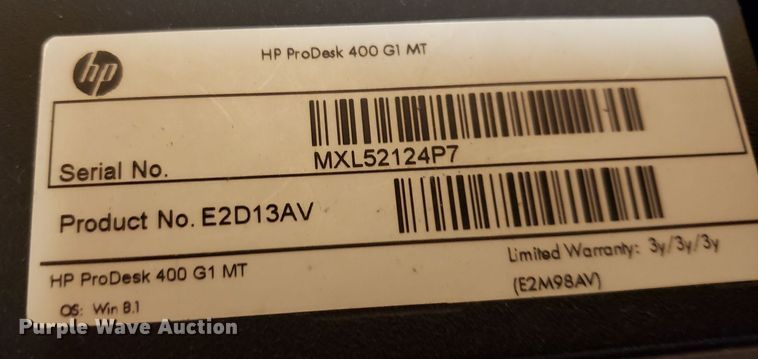 hp
HP ProDesk 400 G1 MT
Serial No.
MXL52124P7
Product No. E2D13AV
HP ProDesk 400 G1 MT
Limited Warranty: 3y/3y/3y
(E2M98AV)
OS: Win 8.1
Purple Wave Auction